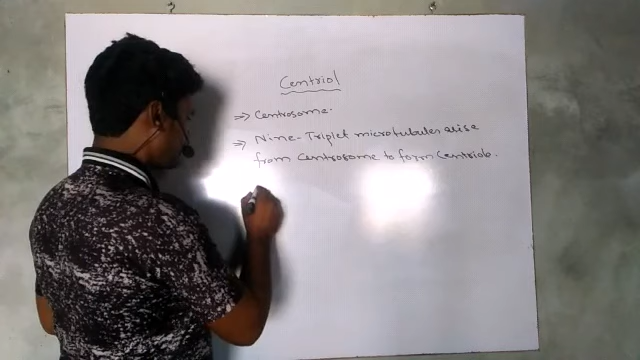 Centriol
⇒ Centrosome.
⇒ Nine-Triplet microtubules arise
from Centrosome to form Centriole.